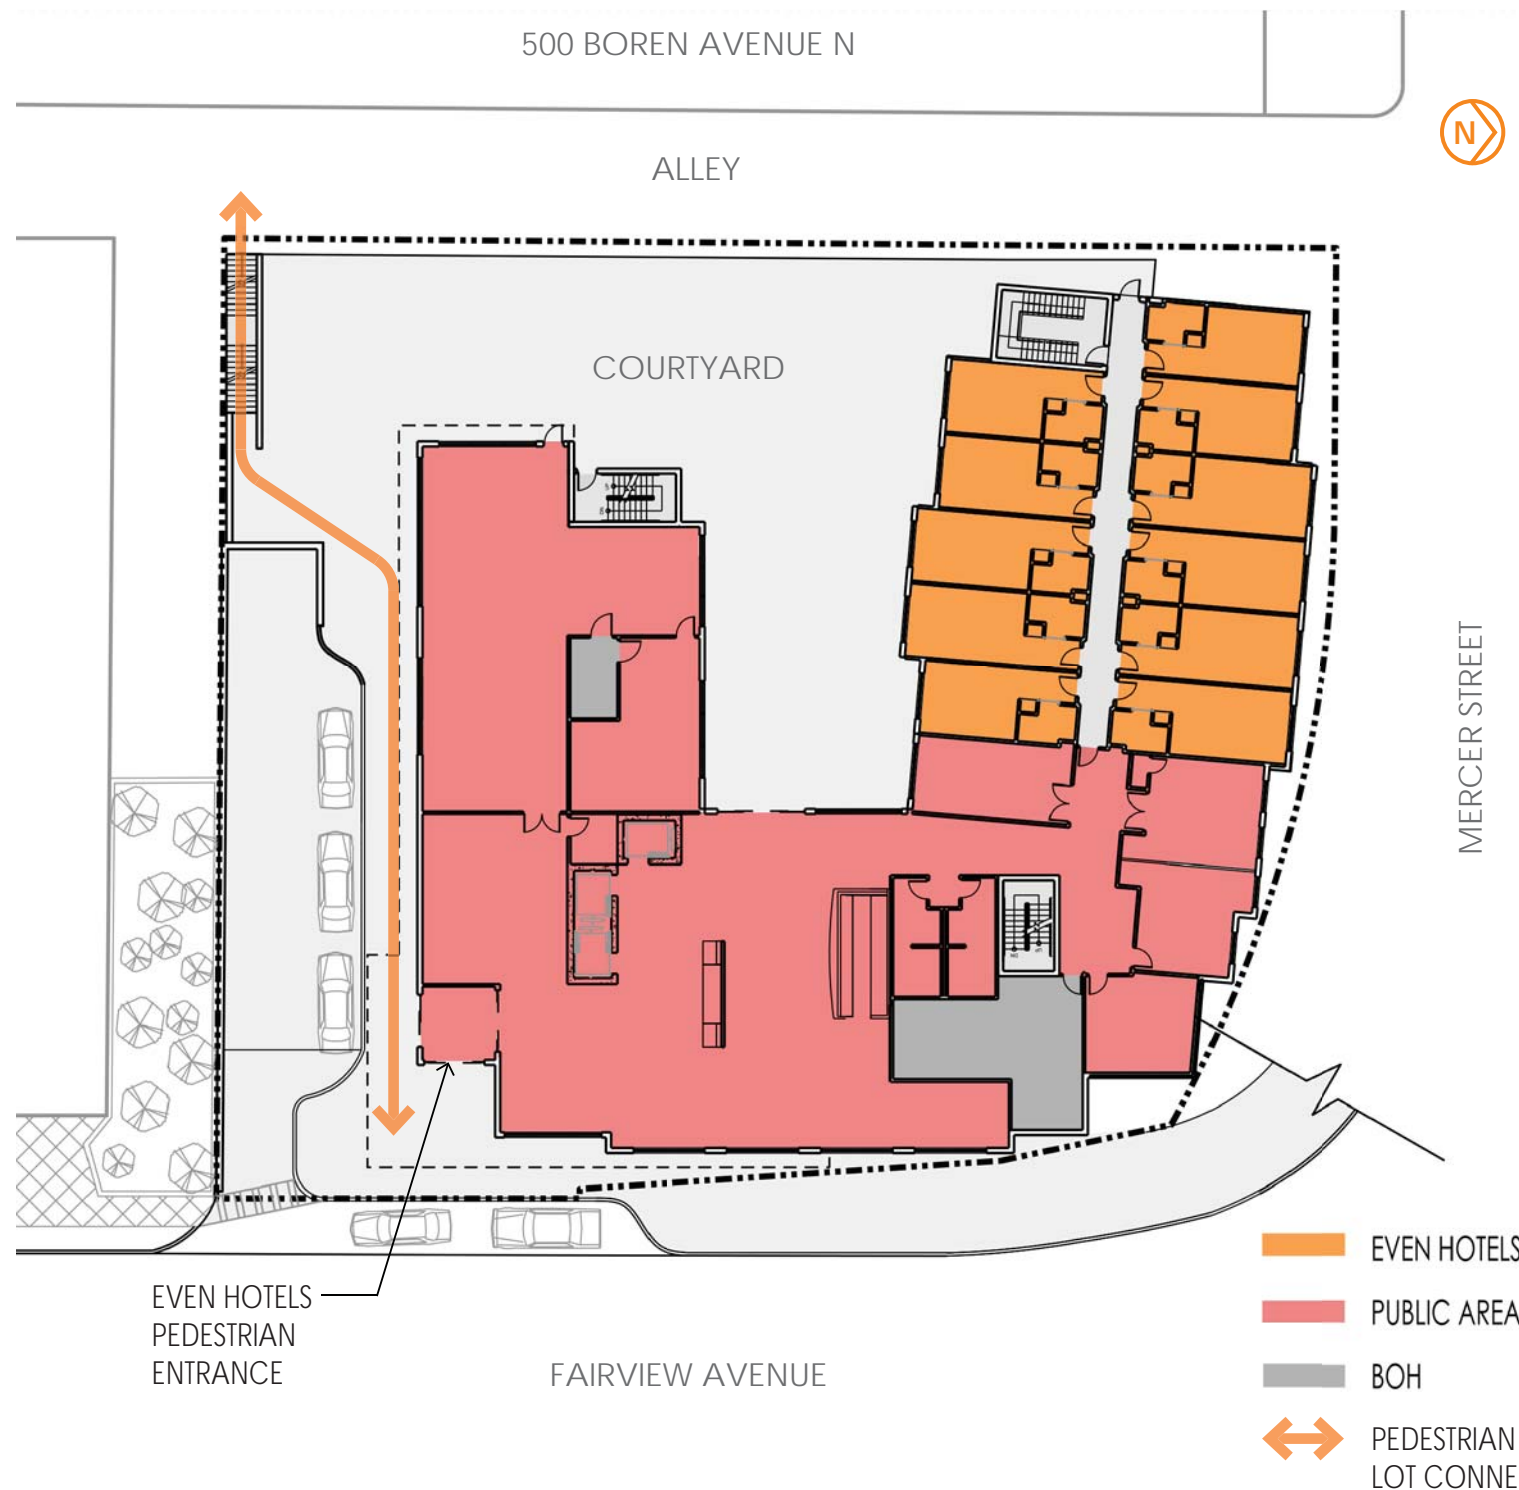 500 BOREN AVENUE N
N
ALLEY
COURTYARD
MERCER STREET
EVEN HOTELS
PEDESTRIAN
ENTRANCE
FAIRVIEW AVENUE
EVEN HOTELS
PUBLIC AREA
BOH
PEDESTRIAN
LOT CONNE